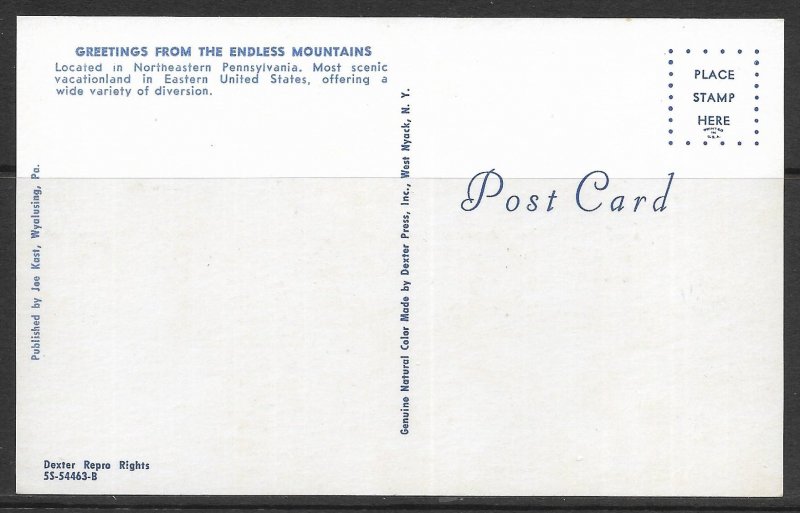 GREETINGS FROM THE ENDLESS MOUNTAINS
Located in Northeastern Pennsylvania. Most scenic
vacationland in Eastern United States, offering a
wide variety of diversion.
PLACE
STAMP
HERE
PRINTED
IN
U.S.A.
Post Card
Published by Joe Kast, Wyalusing, Pa.
Genuine Natural Color Made by Dexter Press, Inc., West Nyack, N. Y.
Dexter Repro Rights
5S-54463-B